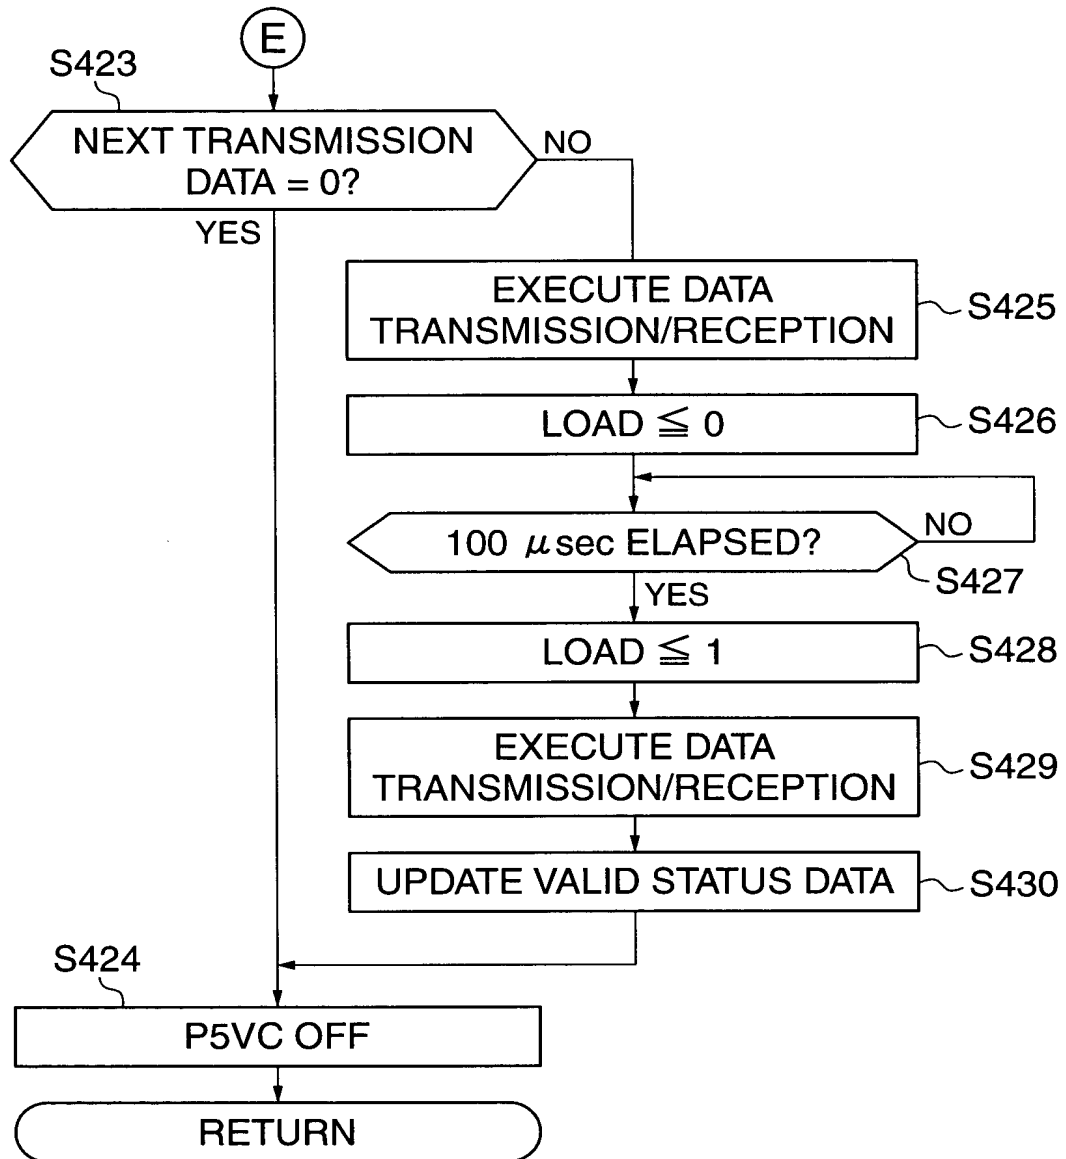 E
S423
NEXT TRANSMISSION
DATA = 0?
NO
YES
EXECUTE DATA
TRANSMISSION/RECEPTION
S425
LOAD ≦ 0
S426
100 μsec ELAPSED?
NO
S427
YES
LOAD ≦ 1
S428
EXECUTE DATA
TRANSMISSION/RECEPTION
S429
UPDATE VALID STATUS DATA
S430
S424
P5VC OFF
RETURN